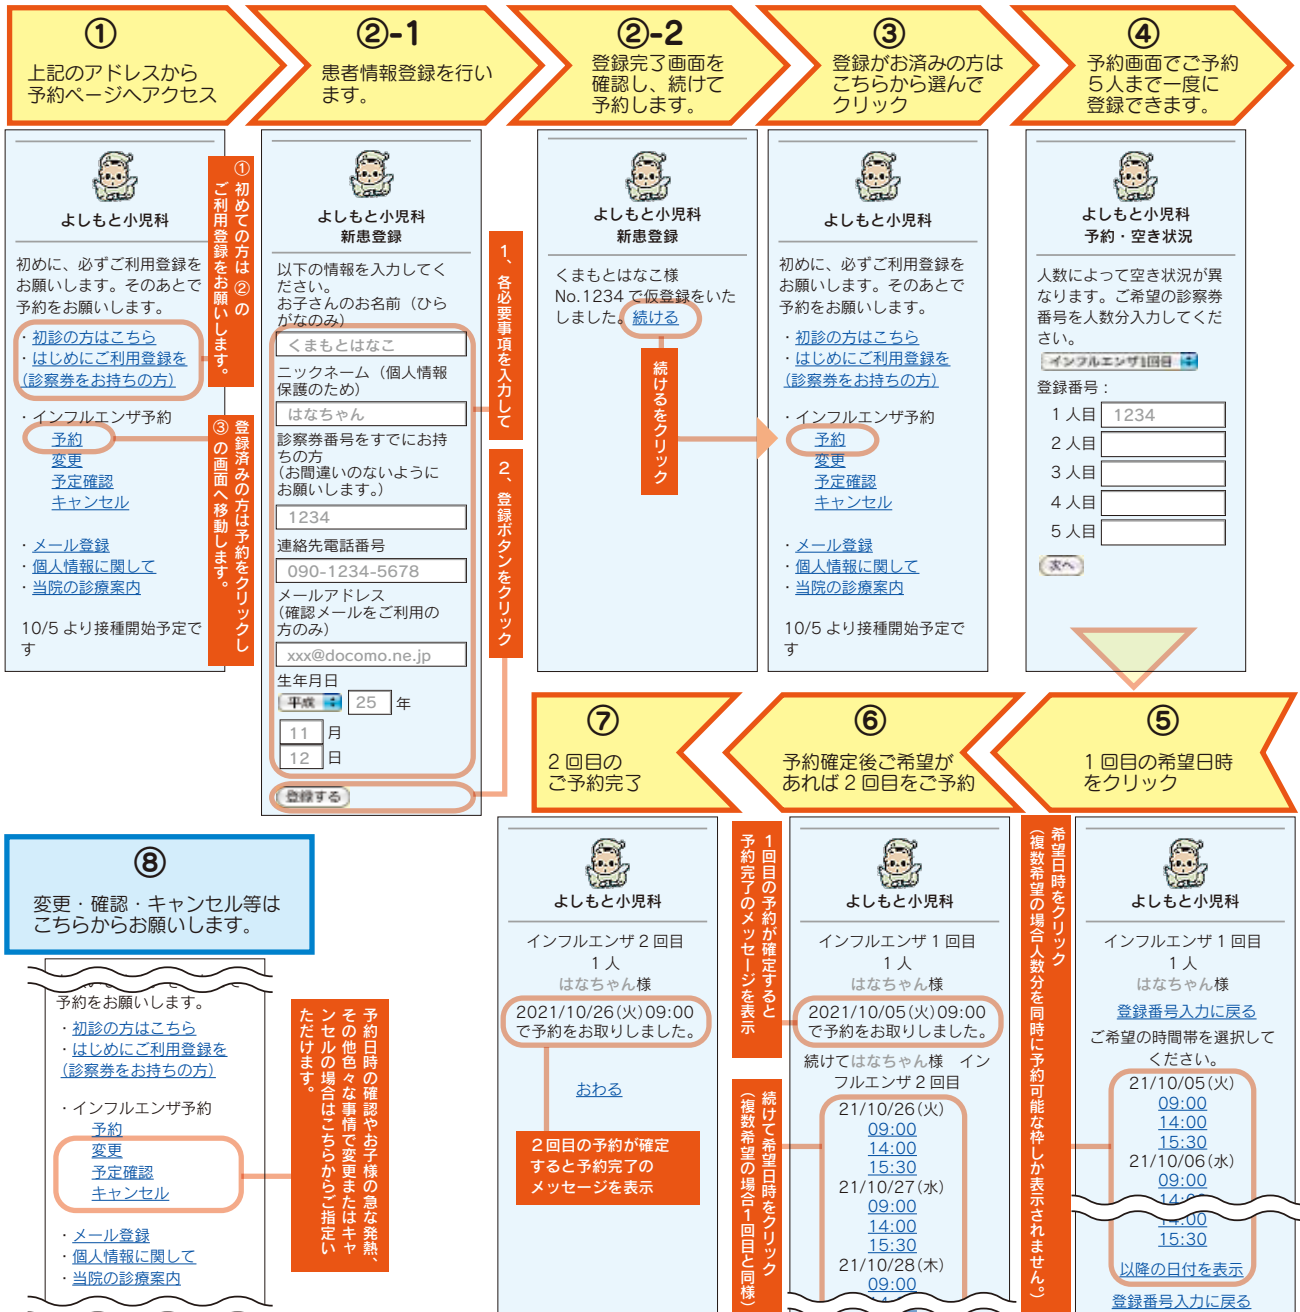 ①
上記のアドレスから
予約ページへアクセス
②-1
患者情報登録を行い
ます。
②-2
登録完了画面を
確認し、続けて
予約します。
③
登録がお済みの方は
こちらから選んで
クリック
④
予約画面でご予約
５人まで一度に
登録できます。
よしもと小児科
初めに、必ずご利用登録を
お願いします。そのあとで
予約をお願いします。
・初診の方はこちら
・はじめにご利用登録を
（診察券をお持ちの方）
・インフルエンザ予約
予約
変更
予定確認
キャンセル
・メール登録
・個人情報に関して
・当院の診療案内
10/5 より接種開始予定で
す
①初めての方は②の
ご利用登録をお願いします。
登録済みの方は予約をクリックし
③の画面へ移動します。
よしもと小児科
新患登録
以下の情報を入力してく
ださい。
お子さんのお名前（ひら
がなのみ）
くまもとはなこ
ニックネーム（個人情報
保護のため）
はなちゃん
診察券番号をすでにお持
ちの方
（お間違いのないように
お願いします。）
1234
連絡先電話番号
090-1234-5678
メールアドレス
（確認メールをご利用の
方のみ）
xxx@docomo.ne.jp
生年月日
平成 25 年
11 月
12 日
登録する
1、各必要事項を入力して
2、登録ボタンをクリック
よしもと小児科
新患登録
くまもとはなこ様
No.1234 で仮登録をいた
しました。続ける
続けるをクリック
よしもと小児科
初めに、必ずご利用登録を
お願いします。そのあとで
予約をお願いします。
・初診の方はこちら
・はじめにご利用登録を
（診察券をお持ちの方）
・インフルエンザ予約
予約
変更
予定確認
キャンセル
・メール登録
・個人情報に関して
・当院の診療案内
10/5 より接種開始予定で
す
よしもと小児科
予約・空き状況
人数によって空き状況が異
なります。ご希望の診察券
番号を人数分入力してくだ
さい。
インフルエンザ1回目
登録番号：
1 人目 1234
2 人目
3 人目
4 人目
5 人目
次へ
⑤
1 回目の希望日時
をクリック
よしもと小児科
インフルエンザ 1 回目
1 人
はなちゃん様
登録番号入力に戻る
ご希望の時間帯を選択して
ください。
21/10/05(火)
09:00
14:00
15:30
21/10/06(水)
09:00
14:00
15:30
以降の日付を表示
登録番号入力に戻る
希望日時をクリック
（複数希望の場合人数分を同時に予約可能な枠しか表示されません。）
⑥
予約確定後ご希望が
あれば 2 回目をご予約
よしもと小児科
インフルエンザ 1 回目
1 人
はなちゃん様
2021/10/05(火)09:00
で予約をお取りしました。
続けてはなちゃん様　イン
フルエンザ 2 回目
21/10/26(火)
09:00
14:00
15:30
21/10/27(水)
09:00
14:00
15:30
21/10/28(木)
09:00
1回目の予約が確定すると
予約完了のメッセージを表示
続けて希望日時をクリック
（複数希望の場合1回目と同様）
⑦
2 回目の
ご予約完了
よしもと小児科
インフルエンザ 2 回目
1 人
はなちゃん様
2021/10/26(火)09:00
で予約をお取りしました。
おわる
2回目の予約が確定
すると予約完了の
メッセージを表示
⑧
変更・確認・キャンセル等は
こちらからお願いします。
予約をお願いします。
・初診の方はこちら
・はじめにご利用登録を
（診察券をお持ちの方）
・インフルエンザ予約
予約
変更
予定確認
キャンセル
・メール登録
・個人情報に関して
・当院の診療案内
予約日時の確認やお子様の急な発熱、
その他色々な事情で変更またはキャ
ンセルの場合はこちらからご指定い
ただけます。